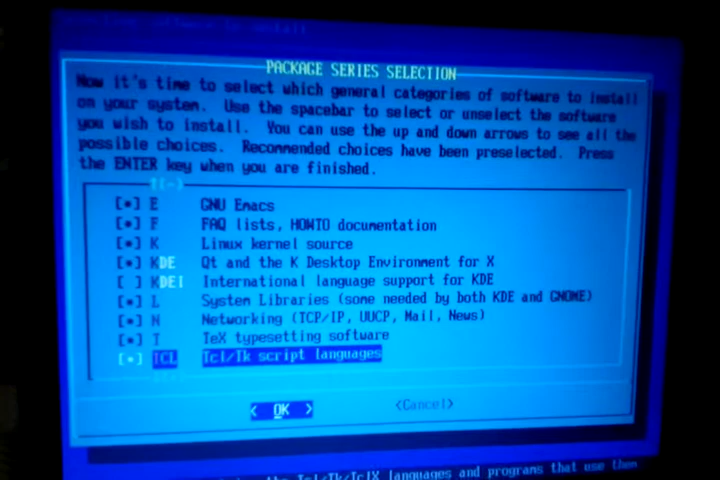 PACKAGE SERIES SELECTION
Now it's time to select which general categories of software to install
on your system. Use the spacebar to select or unselect the software
you wish to install. You can use the up and down arrows to see all the
possible choices. Recommended choices have been preselected. Press
the ENTER key when you are finished.
↑(-)
[*] E GNU Emacs
[*] F FAQ lists, HOWTO documentation
[*] K Linux kernel source
[*] KDE Qt and the K Desktop Environment for X
[ ] KDEI International language support for KDE
[*] L System Libraries (some needed by both KDE and GNOME)
[*] N Networking (TCP/IP, UUCP, Mail, News)
[*] T TeX typesetting software
[*] TCL Tcl/Tk script languages
< OK > <Cancel>
the Tcl/Tk/TclX languages and programs that use them